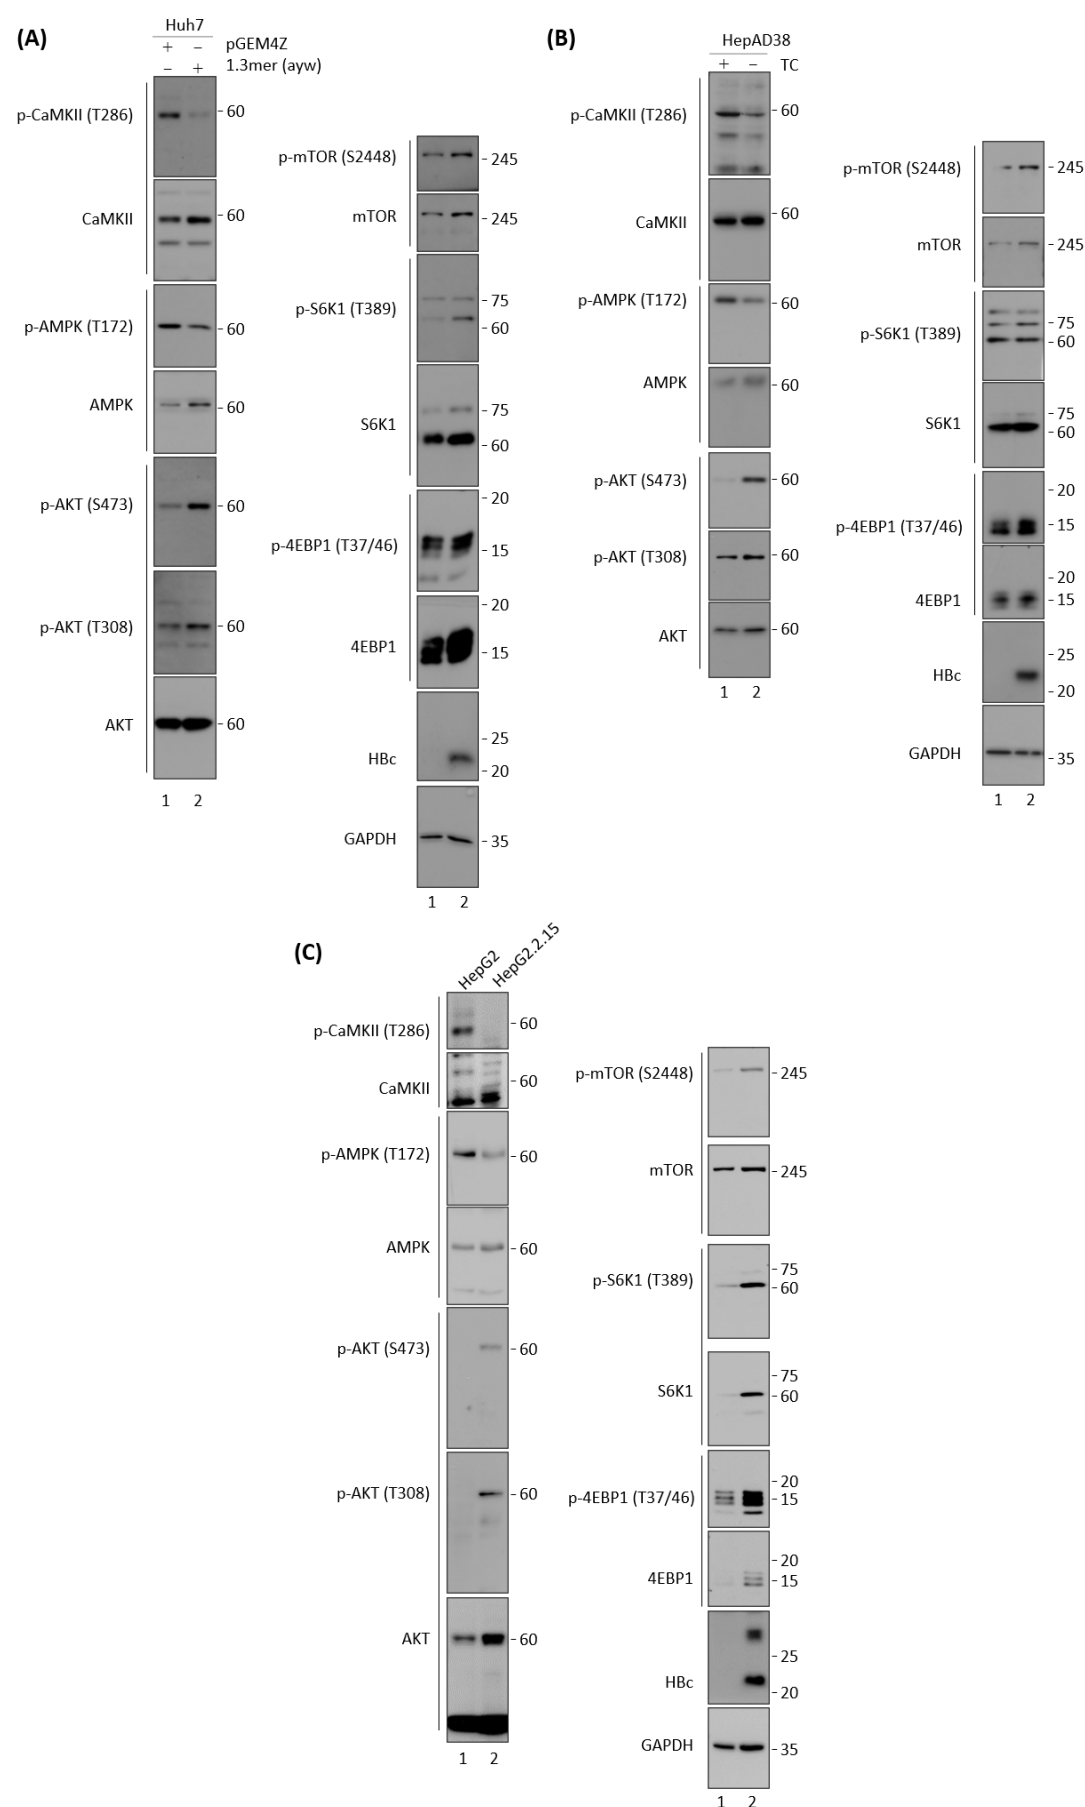 (A)
Huh7
+ – pGEM4Z
– + 1.3mer (ayw)
p-CaMKII (T286)
60
CaMKII
60
p-AMPK (T172)
60
AMPK
60
p-AKT (S473)
60
p-AKT (T308)
60
AKT
60
1 2
p-mTOR (S2448)
245
mTOR
245
p-S6K1 (T389)
75
60
S6K1
75
60
p-4EBP1 (T37/46)
20
15
4EBP1
20
15
HBc
25
20
GAPDH
35
1 2
(B)
HepAD38
+ – TC
p-CaMKII (T286)
60
CaMKII
60
p-AMPK (T172)
60
AMPK
60
p-AKT (S473)
60
p-AKT (T308)
60
AKT
60
1 2
p-mTOR (S2448)
245
mTOR
245
p-S6K1 (T389)
75
60
S6K1
75
60
p-4EBP1 (T37/46)
20
15
4EBP1
20
15
HBc
25
20
GAPDH
35
1 2
(C)
HepG2
HepG2.2.15
p-CaMKII (T286)
60
CaMKII
60
p-AMPK (T172)
60
AMPK
60
p-AKT (S473)
60
p-AKT (T308)
60
AKT
60
1 2
p-mTOR (S2448)
245
mTOR
245
p-S6K1 (T389)
75
60
S6K1
75
60
p-4EBP1 (T37/46)
20
15
4EBP1
20
15
HBc
25
20
GAPDH
35
1 2